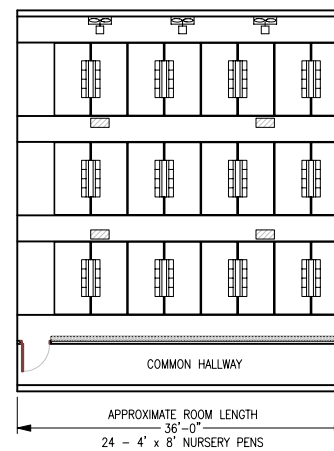 COMMON HALLWAY
APPROXIMATE ROOM LENGTH
36'-0"
24 - 4' x 8' NURSERY PENS